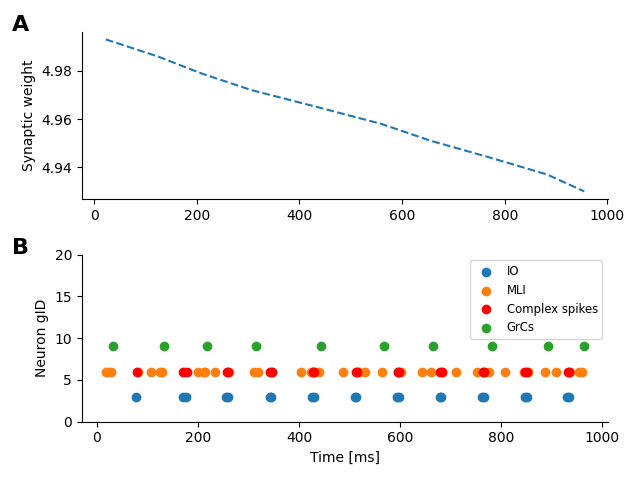 A
Synaptic weight
4.98
4.96
4.94
0 200 400 600 800 1000
B
Neuron gID
20
15
10
5
0
IO
MLI
Complex spikes
GrCs
0 200 400 600 800 1000
Time [ms]